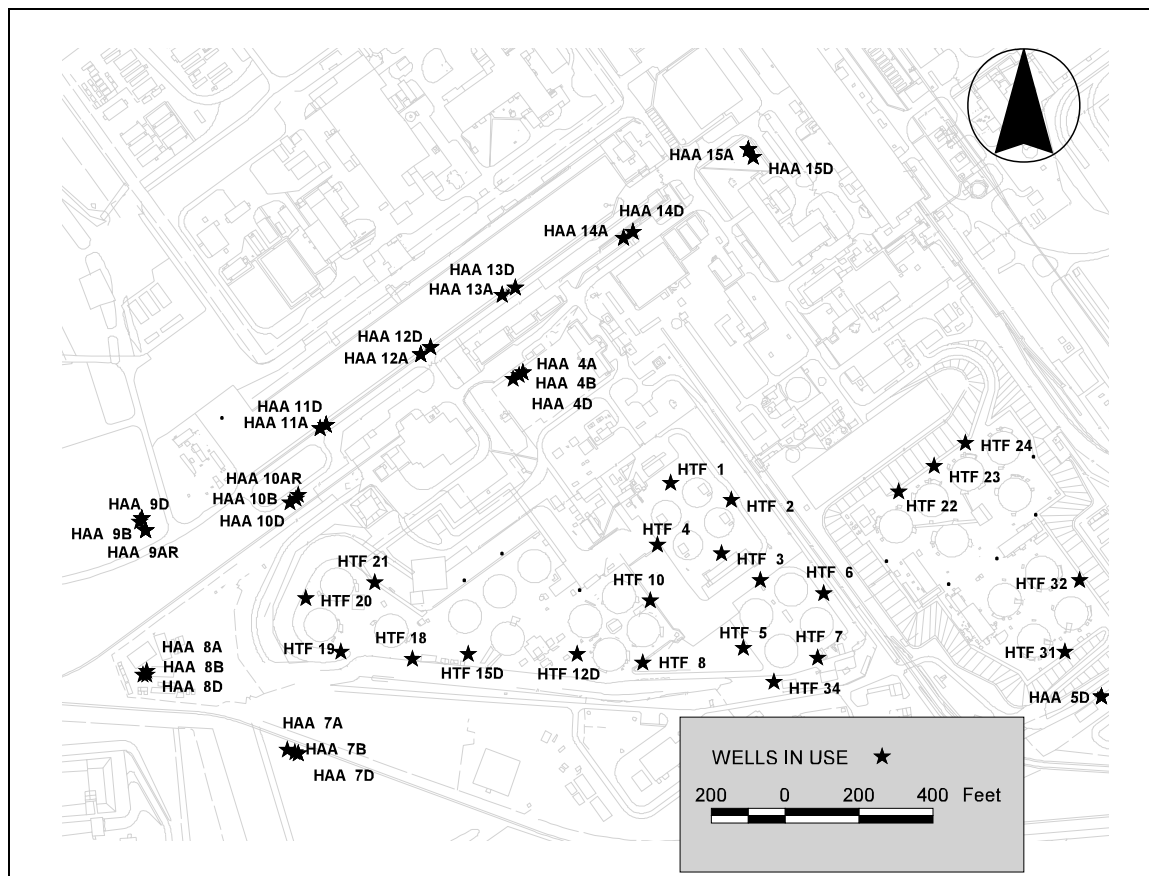 HAA 15A
HAA 15D
HAA 14D
HAA 14A
HAA 13D
HAA 13A
HAA 12D
HAA 12A
HAA 4A
HAA 4B
HAA 4D
HAA 11D
HAA 11A
HTF 24
HTF 23
HTF 22
HTF 1
HTF 2
HAA 10AR
HAA 10B
HAA 10D
HAA 9D
HAA 9B
HAA 9AR
HTF 4
HTF 3
HTF 21
HTF 20
HTF 10
HTF 6
HTF 32
HTF 19
HTF 18
HTF 15D
HTF 12D
HTF 8
HTF 5
HTF 7
HTF 31
HTF 34
HAA 5D
HAA 8A
HAA 8B
HAA 8D
HAA 7A
HAA 7B
HAA 7D
WELLS IN USE
200 0 200 400 Feet